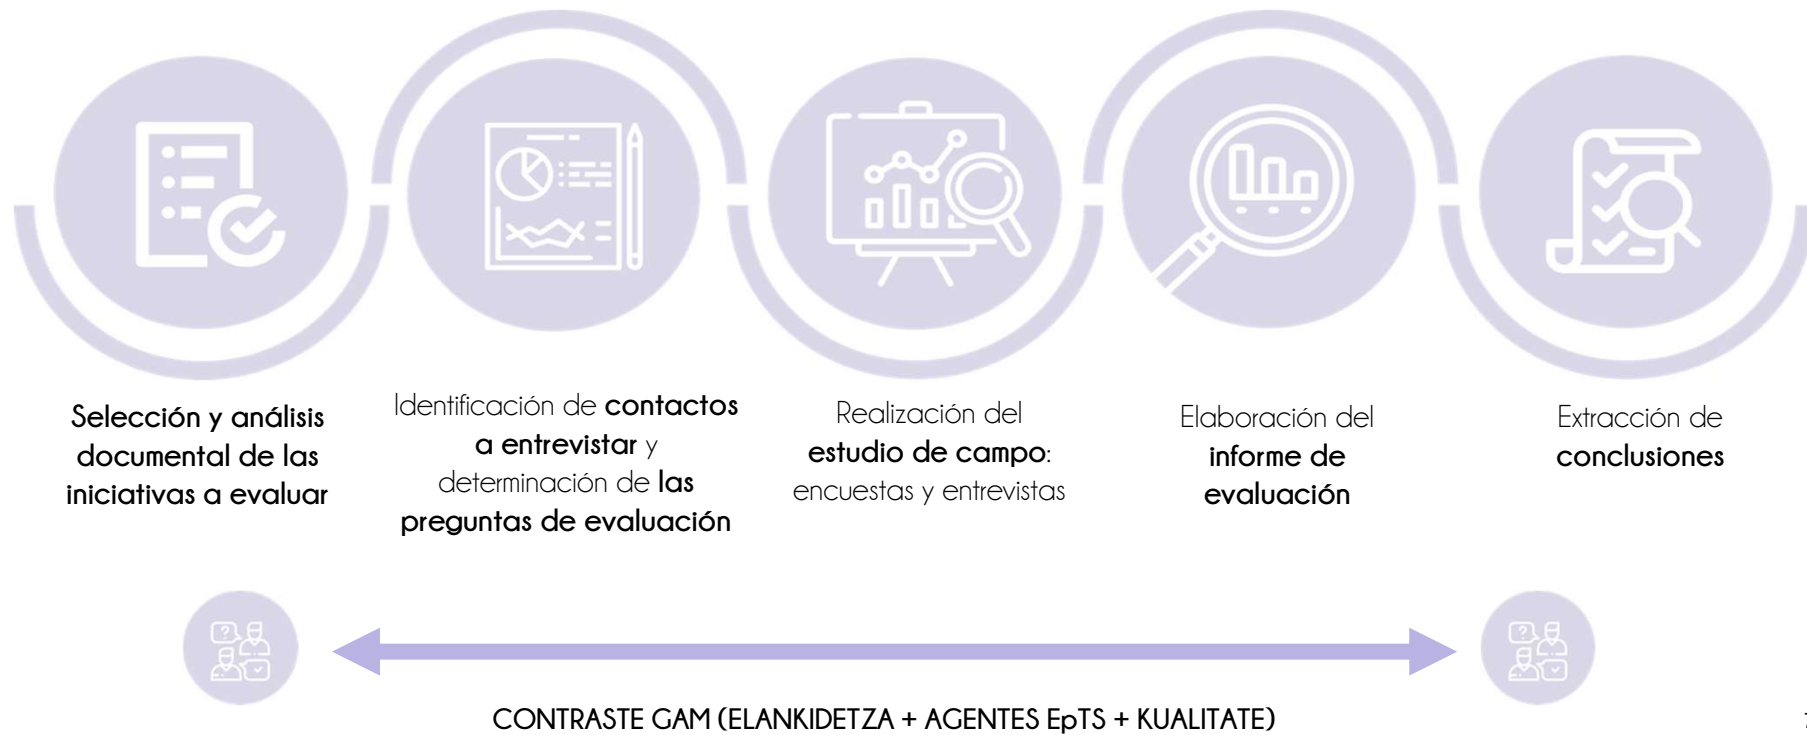 Selección y análisis
documental de las
iniciativas a evaluar
Identificación de contactos
a entrevistar y
determinación de las
preguntas de evaluación
Realización del
estudio de campo:
encuestas y entrevistas
Elaboración del
informe de
evaluación
Extracción de
conclusiones
CONTRASTE GAM (ELANKIDETZA + AGENTES EpTS + KUALITATE)